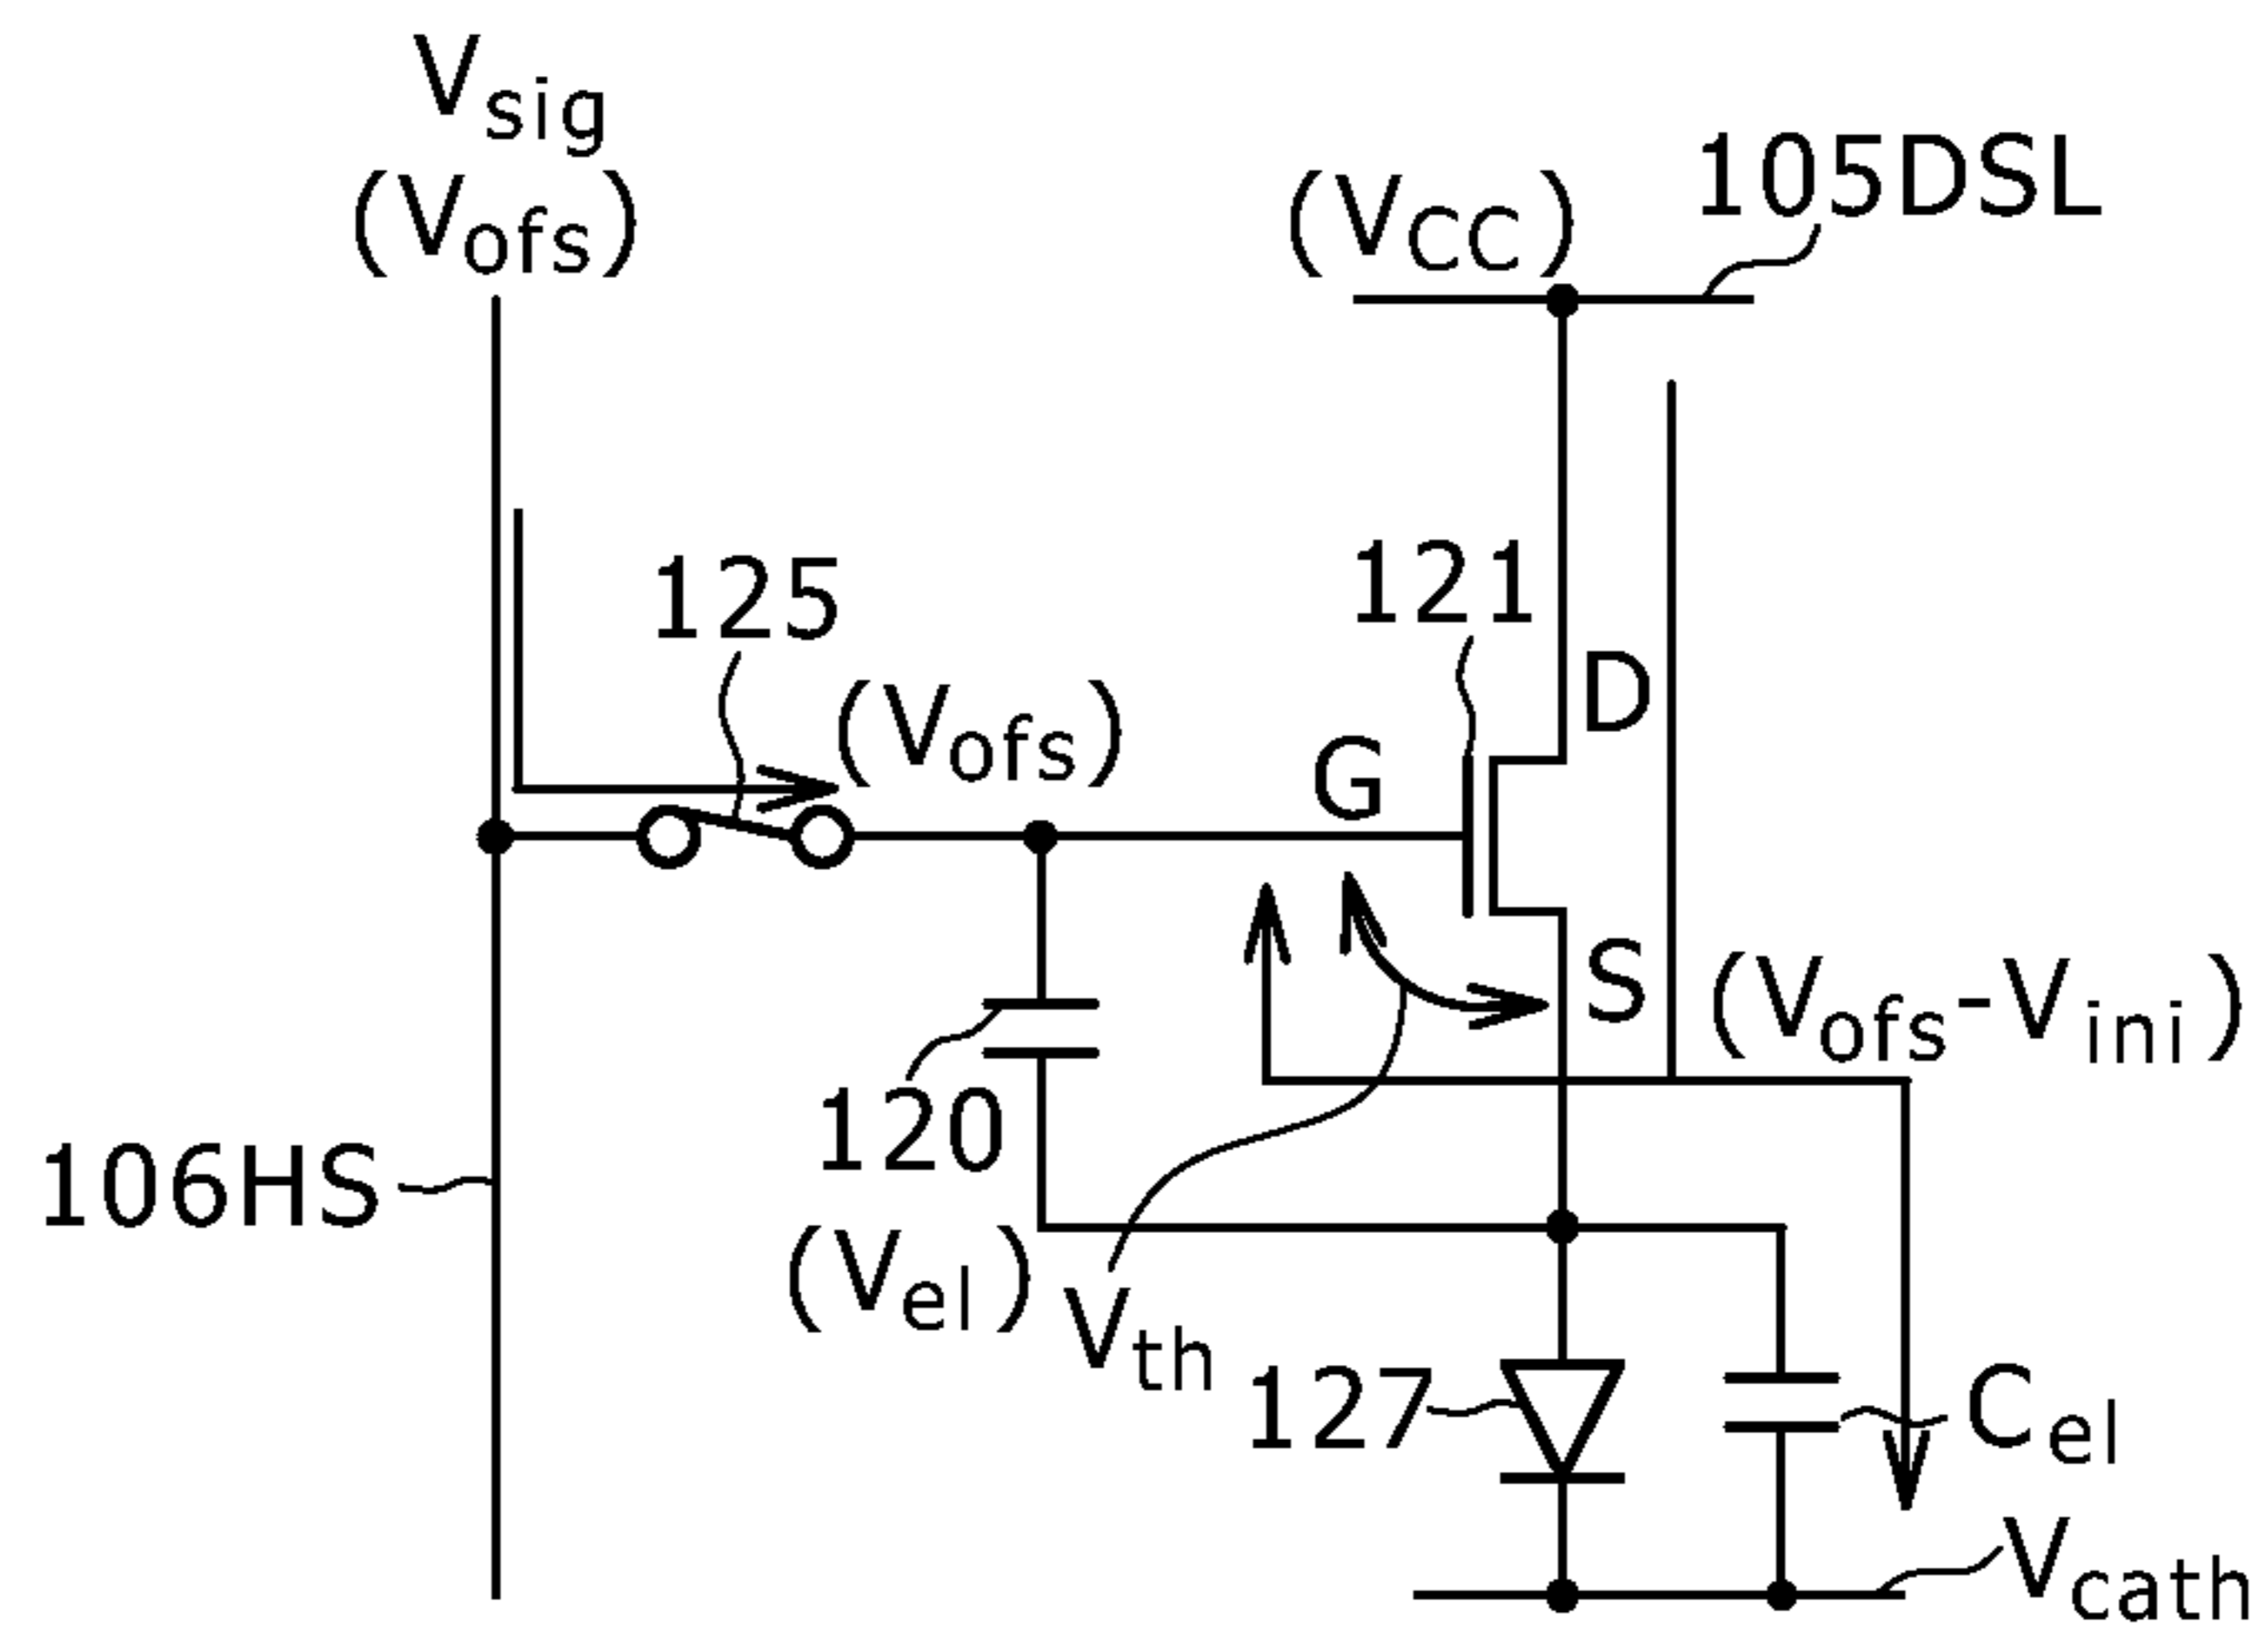 Vsig
(Vofs)
(VCC)
105DSL
125
121
(Vofs)
D
G
S
(Vofs-Vini)
120
106HS
(Vel)
Vth
127
Cel
Vcath